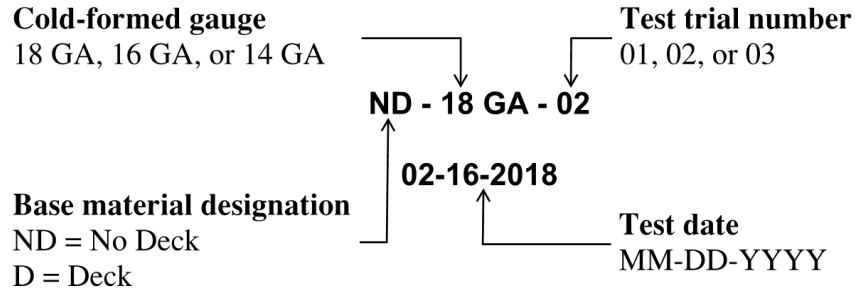 Cold-formed gauge
18 GA, 16 GA, or 14 GA
Test trial number
01, 02, or 03
ND - 18 GA - 02
02-16-2018
Base material designation
ND = No Deck
D = Deck
Test date
MM-DD-YYYY